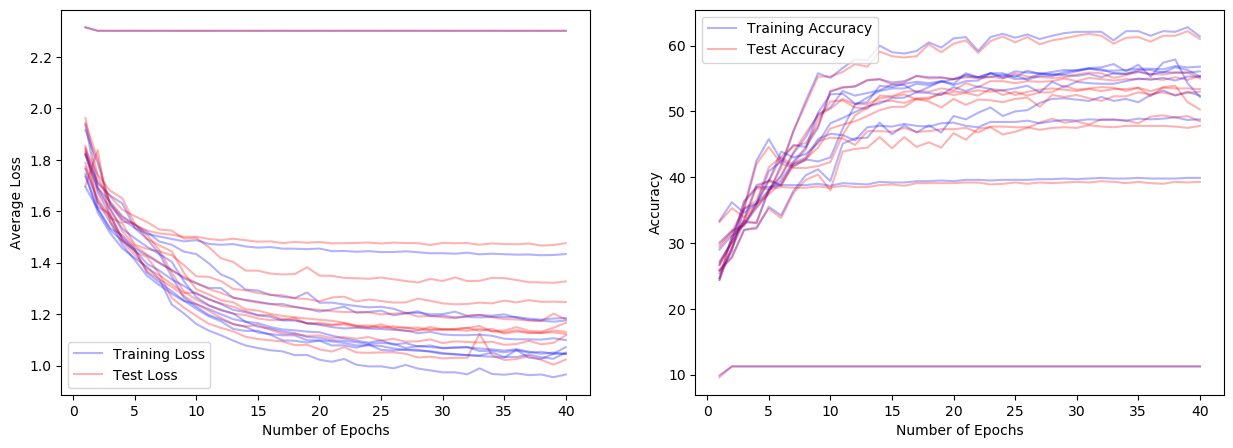 2.2
2.0
1.8
1.6
1.4
1.2
1.0
Average Loss
Training Loss
Test Loss
0 5 10 15 20 25 30 35 40
Number of Epochs
60
50
40
30
20
10
Accuracy
Training Accuracy
Test Accuracy
0 5 10 15 20 25 30 35 40
Number of Epochs